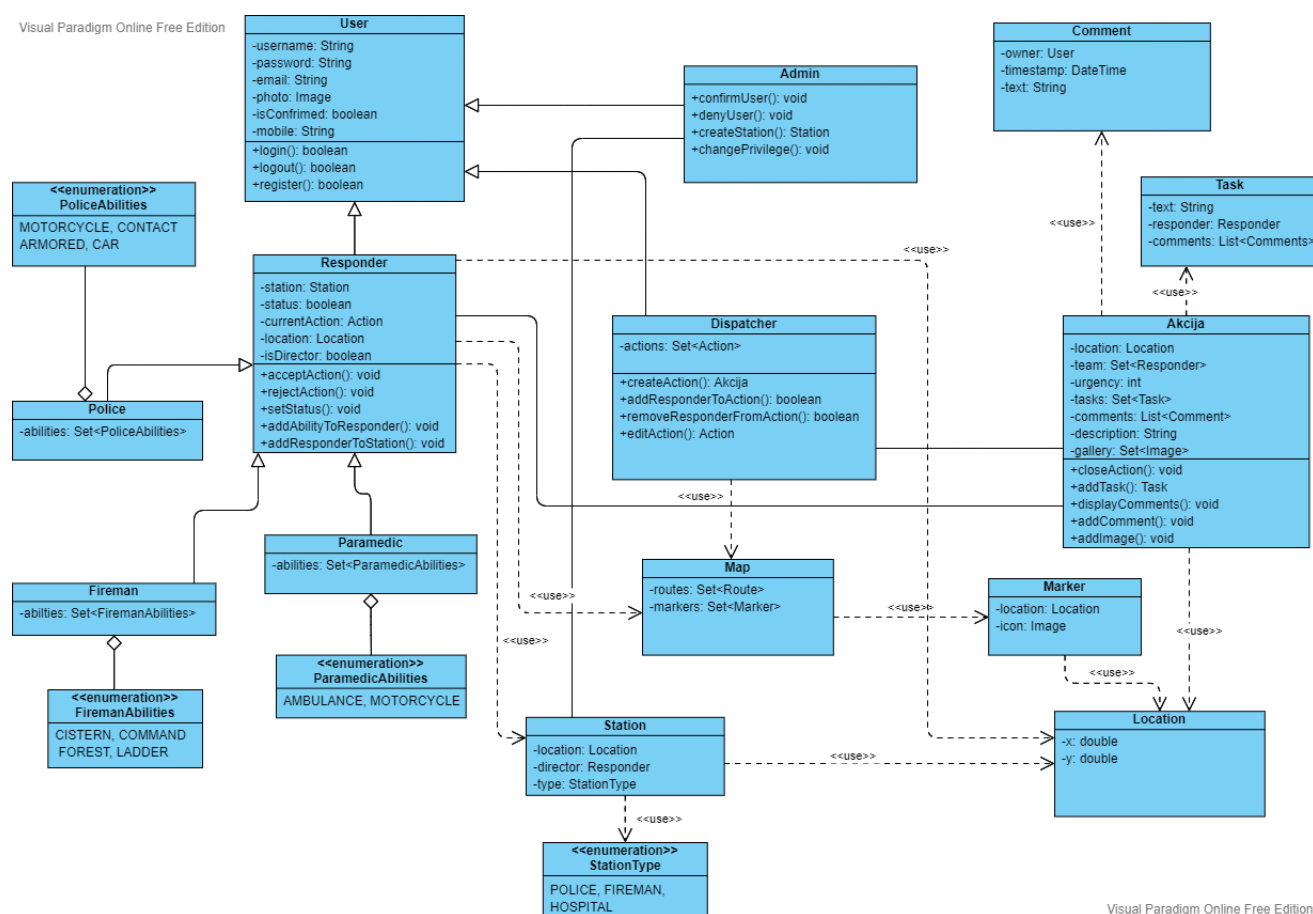 Visual Paradigm Online Free Edition
User
-username: String
-password: String
-email: String
-photo: Image
-isConfrimed: boolean
-mobile: String
+login(): boolean
+logout(): boolean
+register(): boolean
Admin
+confirmUser(): void
+denyUser(): void
+createStation(): Station
+changePrivilege(): void
Comment
-owner: User
-timestamp: DateTime
-text: String
<<enumeration>>
PoliceAbilities
MOTORCYCLE, CONTACT
ARMORED, CAR
Task
-text: String
-responder: Responder
-comments: List<Comments>
<<use>>
<<use>>
<<use>>
Responder
-station: Station
-status: boolean
-currentAction: Action
-location: Location
-isDirector: boolean
+acceptAction(): void
+rejectAction(): void
+setStatus(): void
+addAbilityToResponder(): void
+addResponderToStation(): void
Dispatcher
-actions: Set<Action>
+createAction(): Akcija
+addResponderToAction(): boolean
+removeResponderFromAction(): boolean
+editAction(): Action
Akcija
-location: Location
-team: Set<Responder>
-urgency: int
-tasks: Set<Task>
-comments: List<Comment>
-description: String
-gallery: Set<Image>
+closeAction(): void
+addTask(): Task
+displayComments(): void
+addComment(): void
+addImage(): void
Police
-abilities: Set<PoliceAbilities>
<<use>>
Paramedic
-abilities: Set<ParamedicAbilities>
Fireman
-abilties: Set<FiremanAbilities>
Map
-routes: Set<Route>
-markers: Set<Marker>
Marker
-location: Location
-icon: Image
<<use>>
<<use>>
<<use>>
<<use>>
<<use>>
<<enumeration>>
ParamedicAbilities
AMBULANCE, MOTORCYCLE
<<enumeration>>
FiremanAbilities
CISTERN, COMMAND
FOREST, LADDER
Station
-location: Location
-director: Responder
-type: StationType
Location
-x: double
-y: double
<<use>>
<<use>>
<<enumeration>>
StationType
POLICE, FIREMAN,
HOSPITAL
Visual Paradigm Online Free Edition